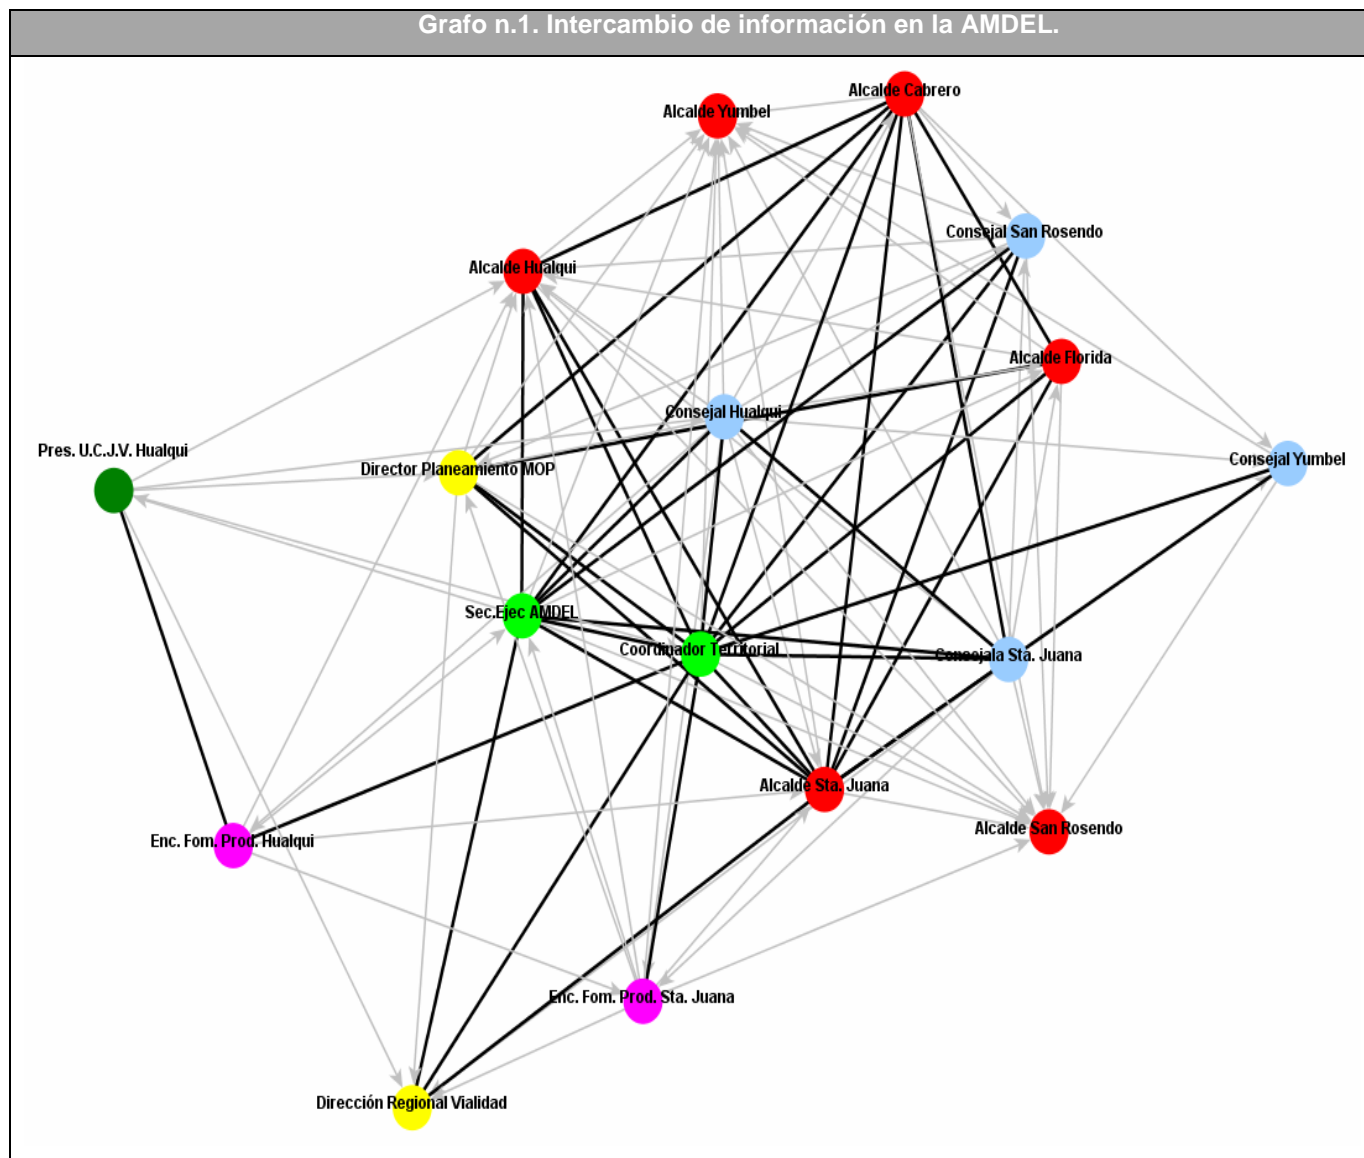 Grafo n.1. Intercambio de información en la AMDEL.
Alcalde Cabrero
Alcalde Yumbel
Consejal San Rosendo
Alcalde Hualqui
Alcalde Florida
Consejal Hualqui
Pres. U.C.J.V. Hualqui
Consejal Yumbel
Director Planeamiento MOP
Sec.Ejec AMDEL
Coordinador Territorial
Consejala Sta. Juana
Alcalde Sta. Juana
Alcalde San Rosendo
Enc. Fom. Prod. Hualqui
Enc. Fom. Prod. Sta. Juana
Dirección Regional Vialidad